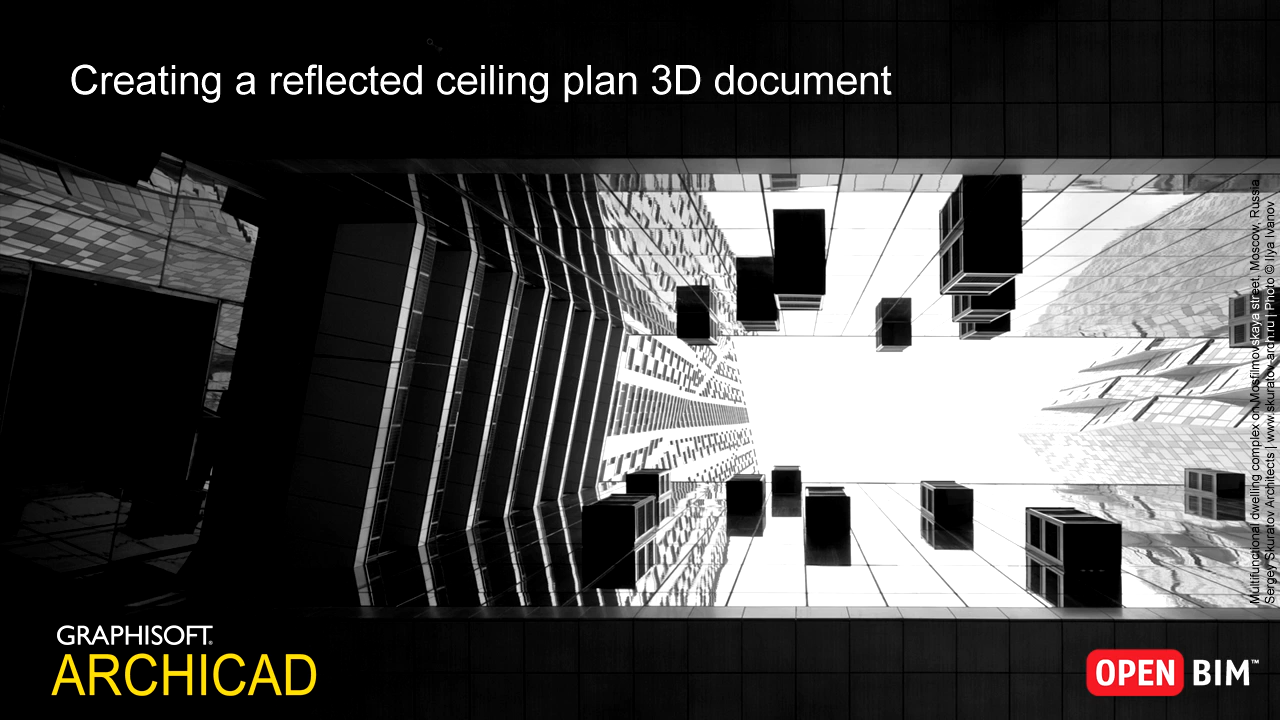 Creating a reflected ceiling plan 3D document
Multifunctional dwelling complex on Mosfilmovskaya street, Moscow, Russia.
Sergey Skuratov Architects | www.skuratov-arch.ru | Photo © Ilya Ivanov
GRAPHISOFT®
ARCHICAD
OPEN BIM™